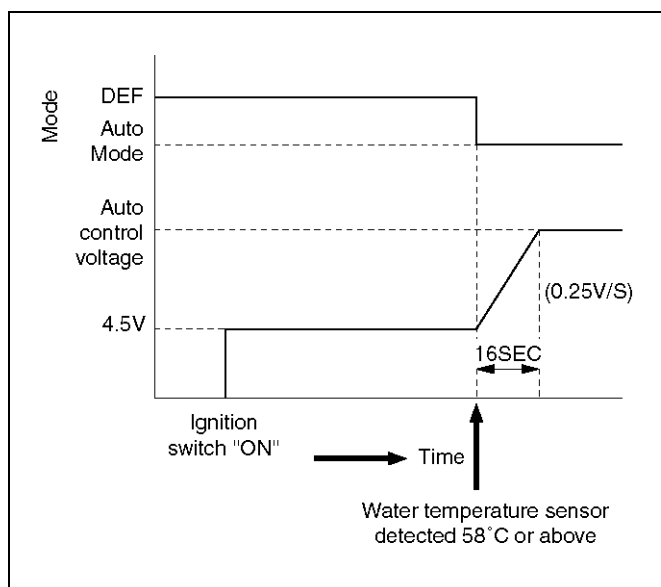 Mode
DEF
Auto
Mode
Auto
control
voltage
(0.25V/S)
4.5V
16SEC
Ignition
switch "ON"
Time
Water temperature sensor
detected 58˚C or above